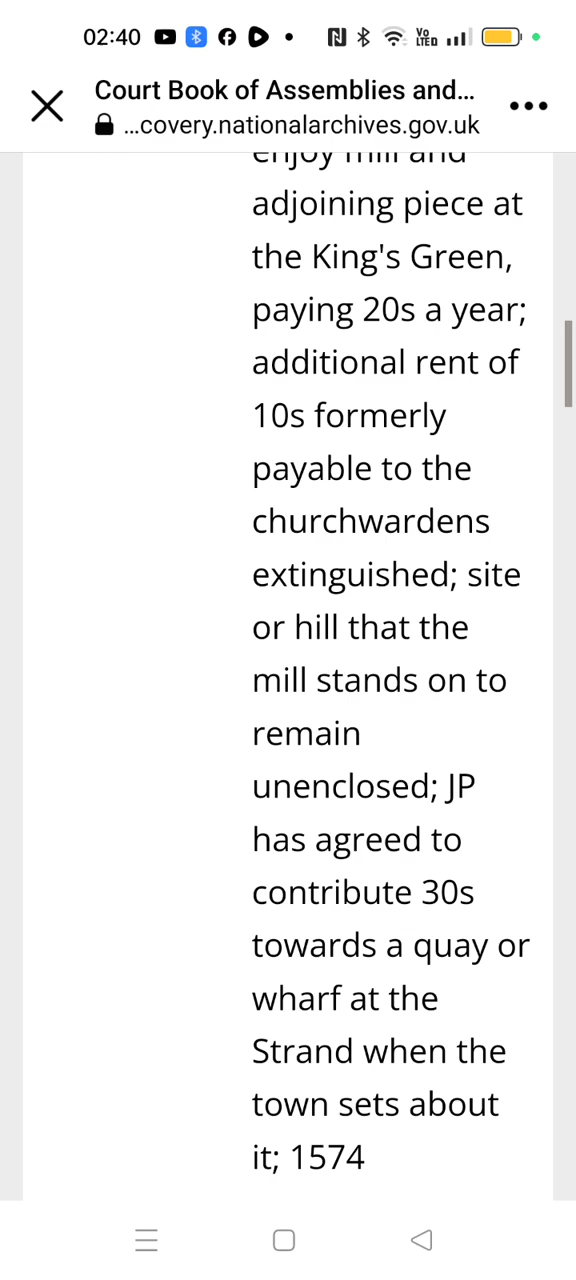 02:40
Court Book of Assemblies and...
...covery.nationalarchives.gov.uk
enjoy mill and
adjoining piece at
the King's Green,
paying 20s a year;
additional rent of
10s formerly
payable to the
churchwardens
extinguished; site
or hill that the
mill stands on to
remain
unenclosed; JP
has agreed to
contribute 30s
towards a quay or
wharf at the
Strand when the
town sets about
it; 1574